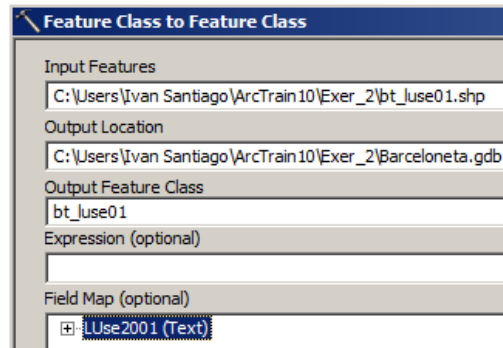 Feature Class to Feature Class
Input Features
C:\Users\Ivan Santiago\ArcTrain10\Exer_2\bt_luse01.shp
Output Location
C:\Users\Ivan Santiago\ArcTrain10\Exer_2\Barceloneta.gdb
Output Feature Class
bt_luse01
Expression (optional)
Field Map (optional)
LUse2001 (Text)